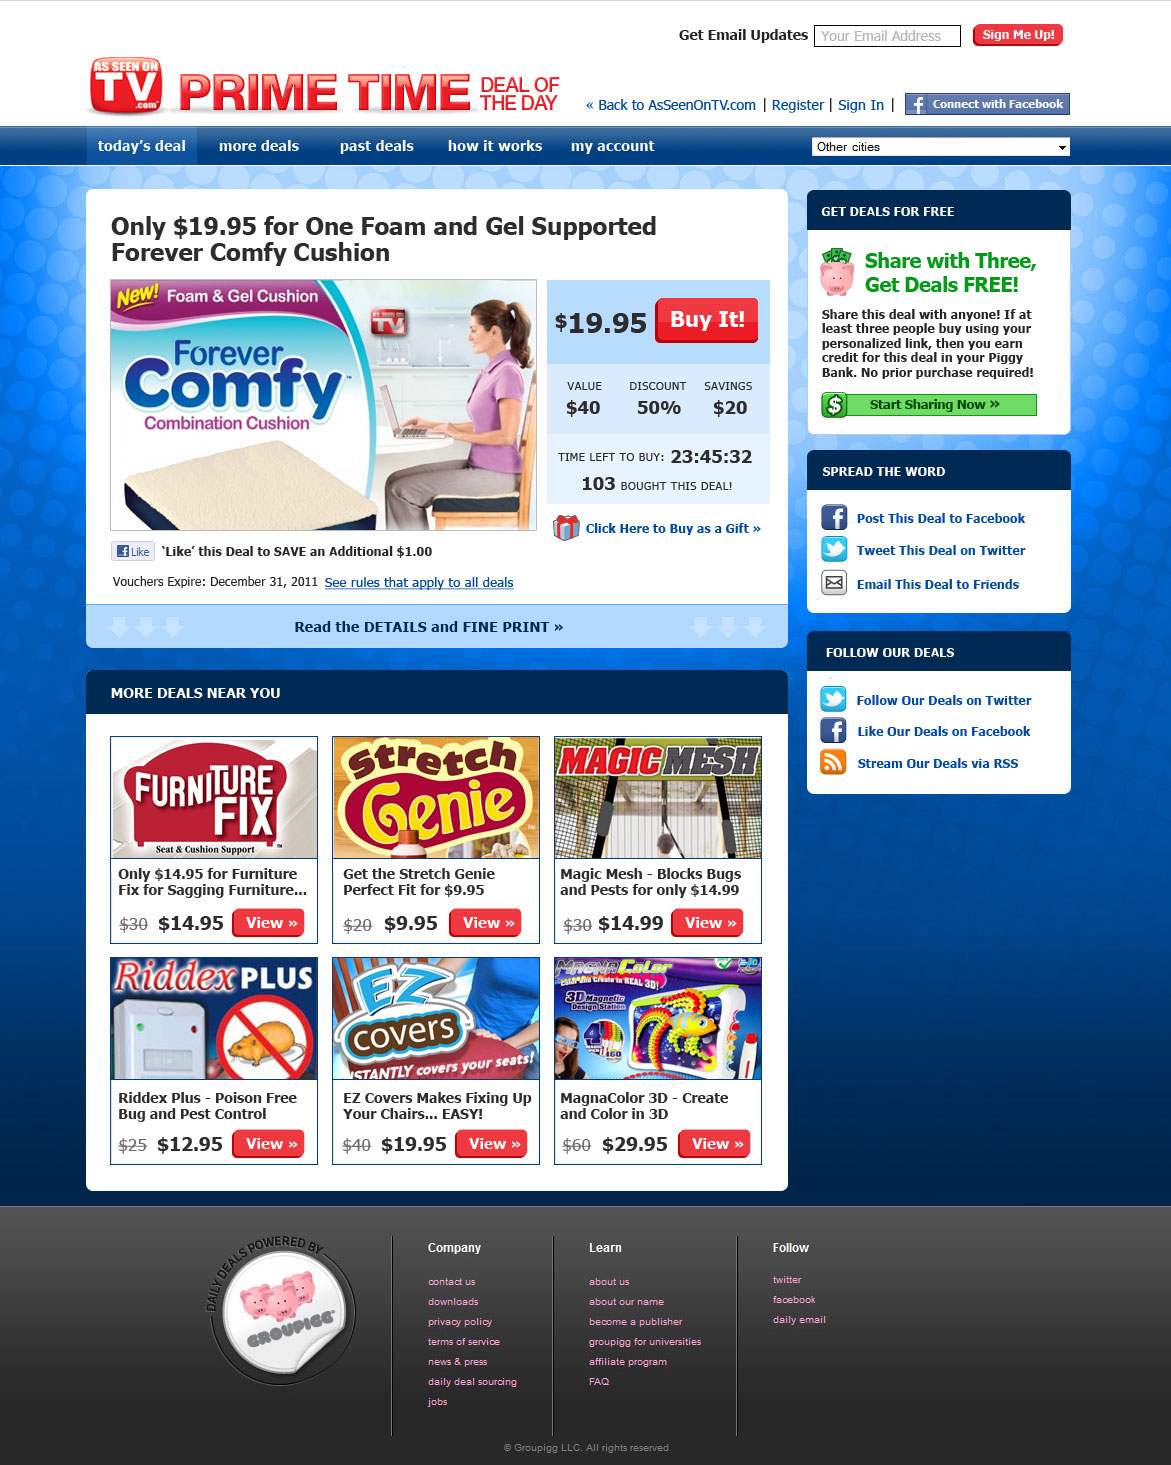 Get Email Updates Your Email Address Sign Me Up!
AS SEEN ON
TV
.com
PRIME TIME
DEAL OF
THE DAY
« Back to AsSeenOnTV.com | Register | Sign In | Connect with Facebook
today's deal more deals past deals how it works my account Other cities
Only $19.95 for One Foam and Gel Supported
Forever Comfy Cushion
New! Foam & Gel Cushion
AS SEEN ON
TV
Forever
Comfy™
Combination Cushion
$19.95 Buy It!
VALUE DISCOUNT SAVINGS
$40 50% $20
TIME LEFT TO BUY: 23:45:32
103 BOUGHT THIS DEAL!
Click Here to Buy as a Gift »
Like 'Like' this Deal to SAVE an Additional $1.00
Vouchers Expire: December 31, 2011 See rules that apply to all deals
Read the DETAILS and FINE PRINT »
GET DEALS FOR FREE
Share with Three,
Get Deals FREE!
Share this deal with anyone! If at
least three people buy using your
personalized link, then you earn
credit for this deal in your Piggy
Bank. No prior purchase required!
$ Start Sharing Now »
SPREAD THE WORD
Post This Deal to Facebook
Tweet This Deal on Twitter
Email This Deal to Friends
FOLLOW OUR DEALS
Follow Our Deals on Twitter
Like Our Deals on Facebook
Stream Our Deals via RSS
MORE DEALS NEAR YOU
FURNITURE
FIX™
Seat & Cushion Support
Only $14.95 for Furniture
Fix for Sagging Furniture...
$30 $14.95 View »
Stretch
Genie™
Get the Stretch Genie
Perfect Fit for $9.95
$20 $9.95 View »
MAGIC MESH
Magic Mesh - Blocks Bugs
and Pests for only $14.99
$30 $14.99 View »
Riddex PLUS
Riddex Plus - Poison Free
Bug and Pest Control
$25 $12.95 View »
EZ
covers
INSTANTLY covers your seats!
EZ Covers Makes Fixing Up
Your Chairs... EASY!
$40 $19.95 View »
MAGNAColor
Color and Create in REAL 3D!
3D Magnetic
Design Station
MagnaColor 3D - Create
and Color in 3D
$60 $29.95 View »
DAILY DEALS POWERED BY
GROUPIGG
Company
contact us
downloads
privacy policy
terms of service
news & press
daily deal sourcing
jobs
Learn
about us
about our name
become a publisher
groupigg for universities
affiliate program
FAQ
Follow
twitter
facebook
daily email
© Groupigg LLC. All rights reserved.